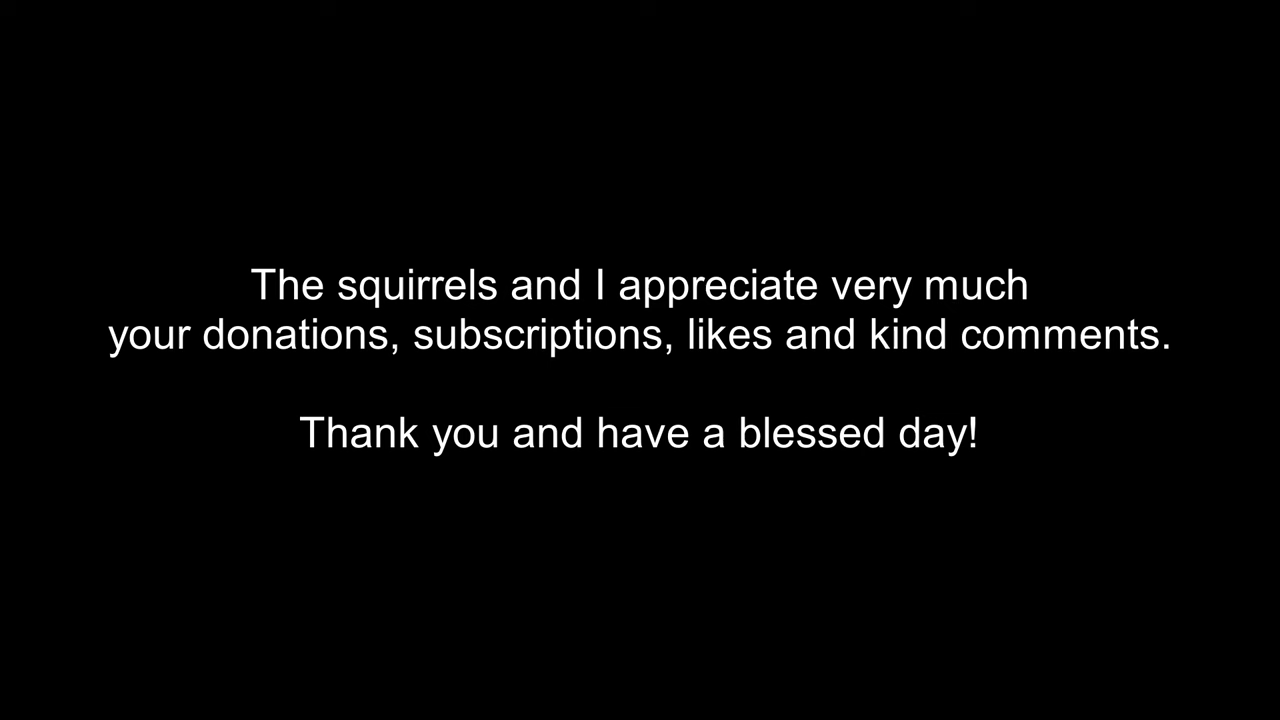 The squirrels and I appreciate very much
your donations, subscriptions, likes and kind comments.
Thank you and have a blessed day!